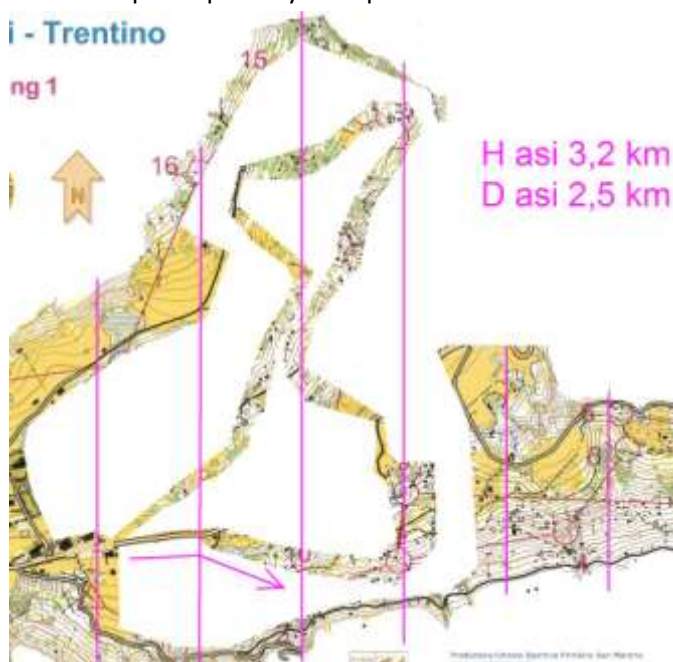 i - Trentino
ng 1
15
16
N
H asi 3,2 km
D asi 2,5 km